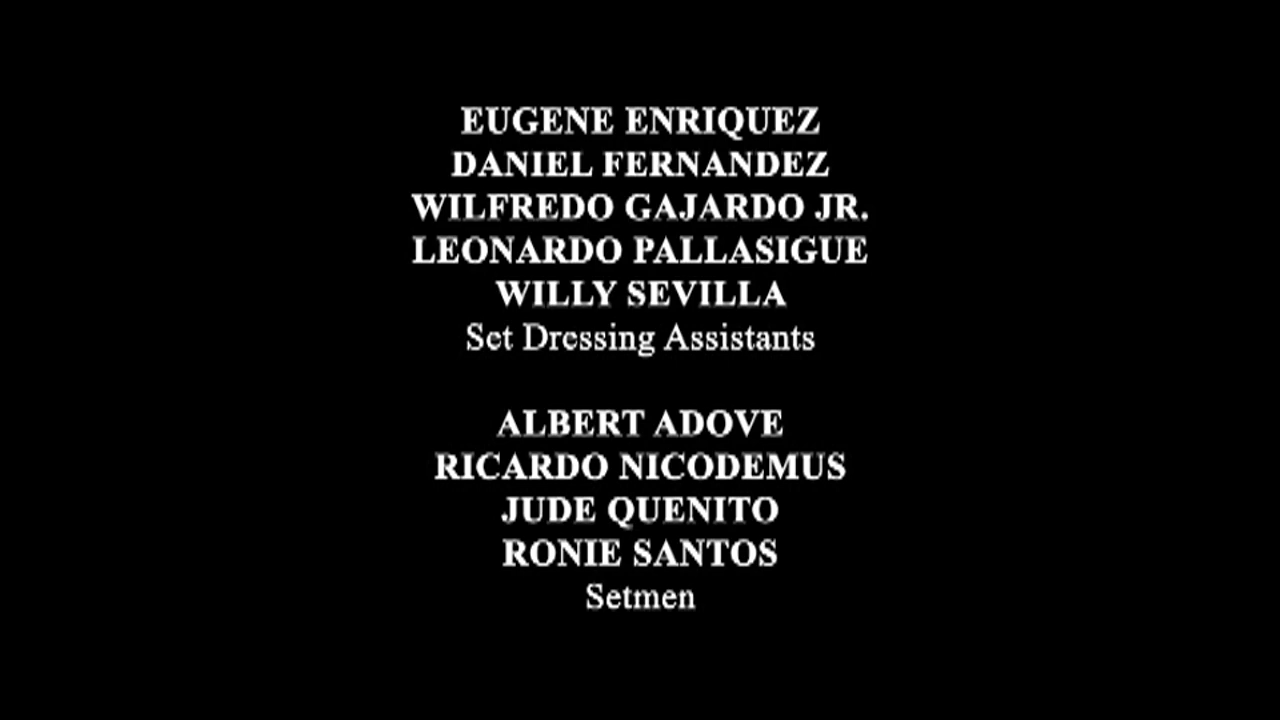 EUGENE ENRIQUEZ
DANIEL FERNANDEZ
WILFREDO GAJARDO JR.
LEONARDO PALLASIGUE
WILLY SEVILLA
Set Dressing Assistants
ALBERT ADOVE
RICARDO NICODEMUS
JUDE QUENITO
RONIE SANTOS
Setmen